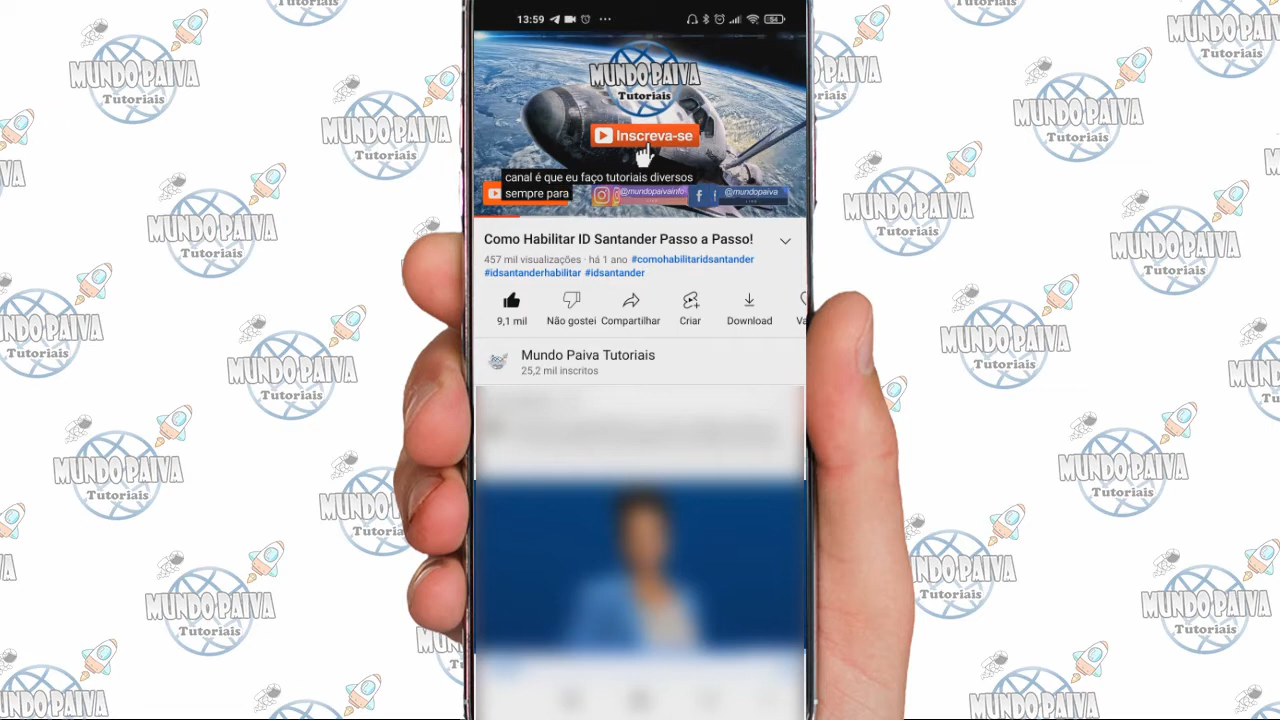 13:59
54
MUNDO PAIVA
Tutoriais
Inscreva-se
canal é que eu faço tutoriais diversos
sempre para
@mundopaivainfo
@mundopaiva
Como Habilitar ID Santander Passo a Passo!
457 mil visualizações · há 1 ano #comohabilitaridsantander
#idsantanderhabilitar #idsantander
9,1 mil
Não gostei
Compartilhar
Criar
Download
Va
Mundo Paiva Tutoriais
25,2 mil inscritos
MUNDO PAIVA
Tutoriais